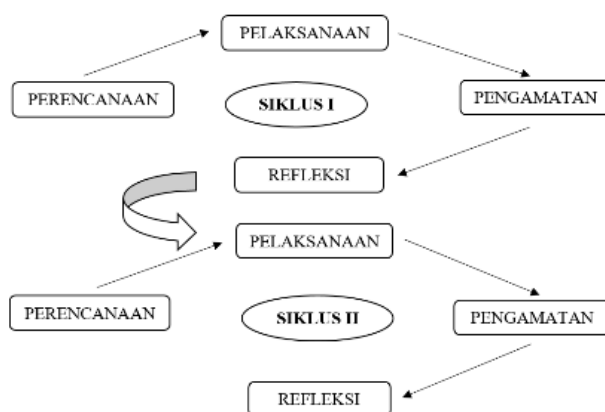 PELAKSANAAN
PERENCANAAN
SIKLUS I
PENGAMATAN
REFLEKSI
PELAKSANAAN
PERENCANAAN
SIKLUS II
PENGAMATAN
REFLEKSI